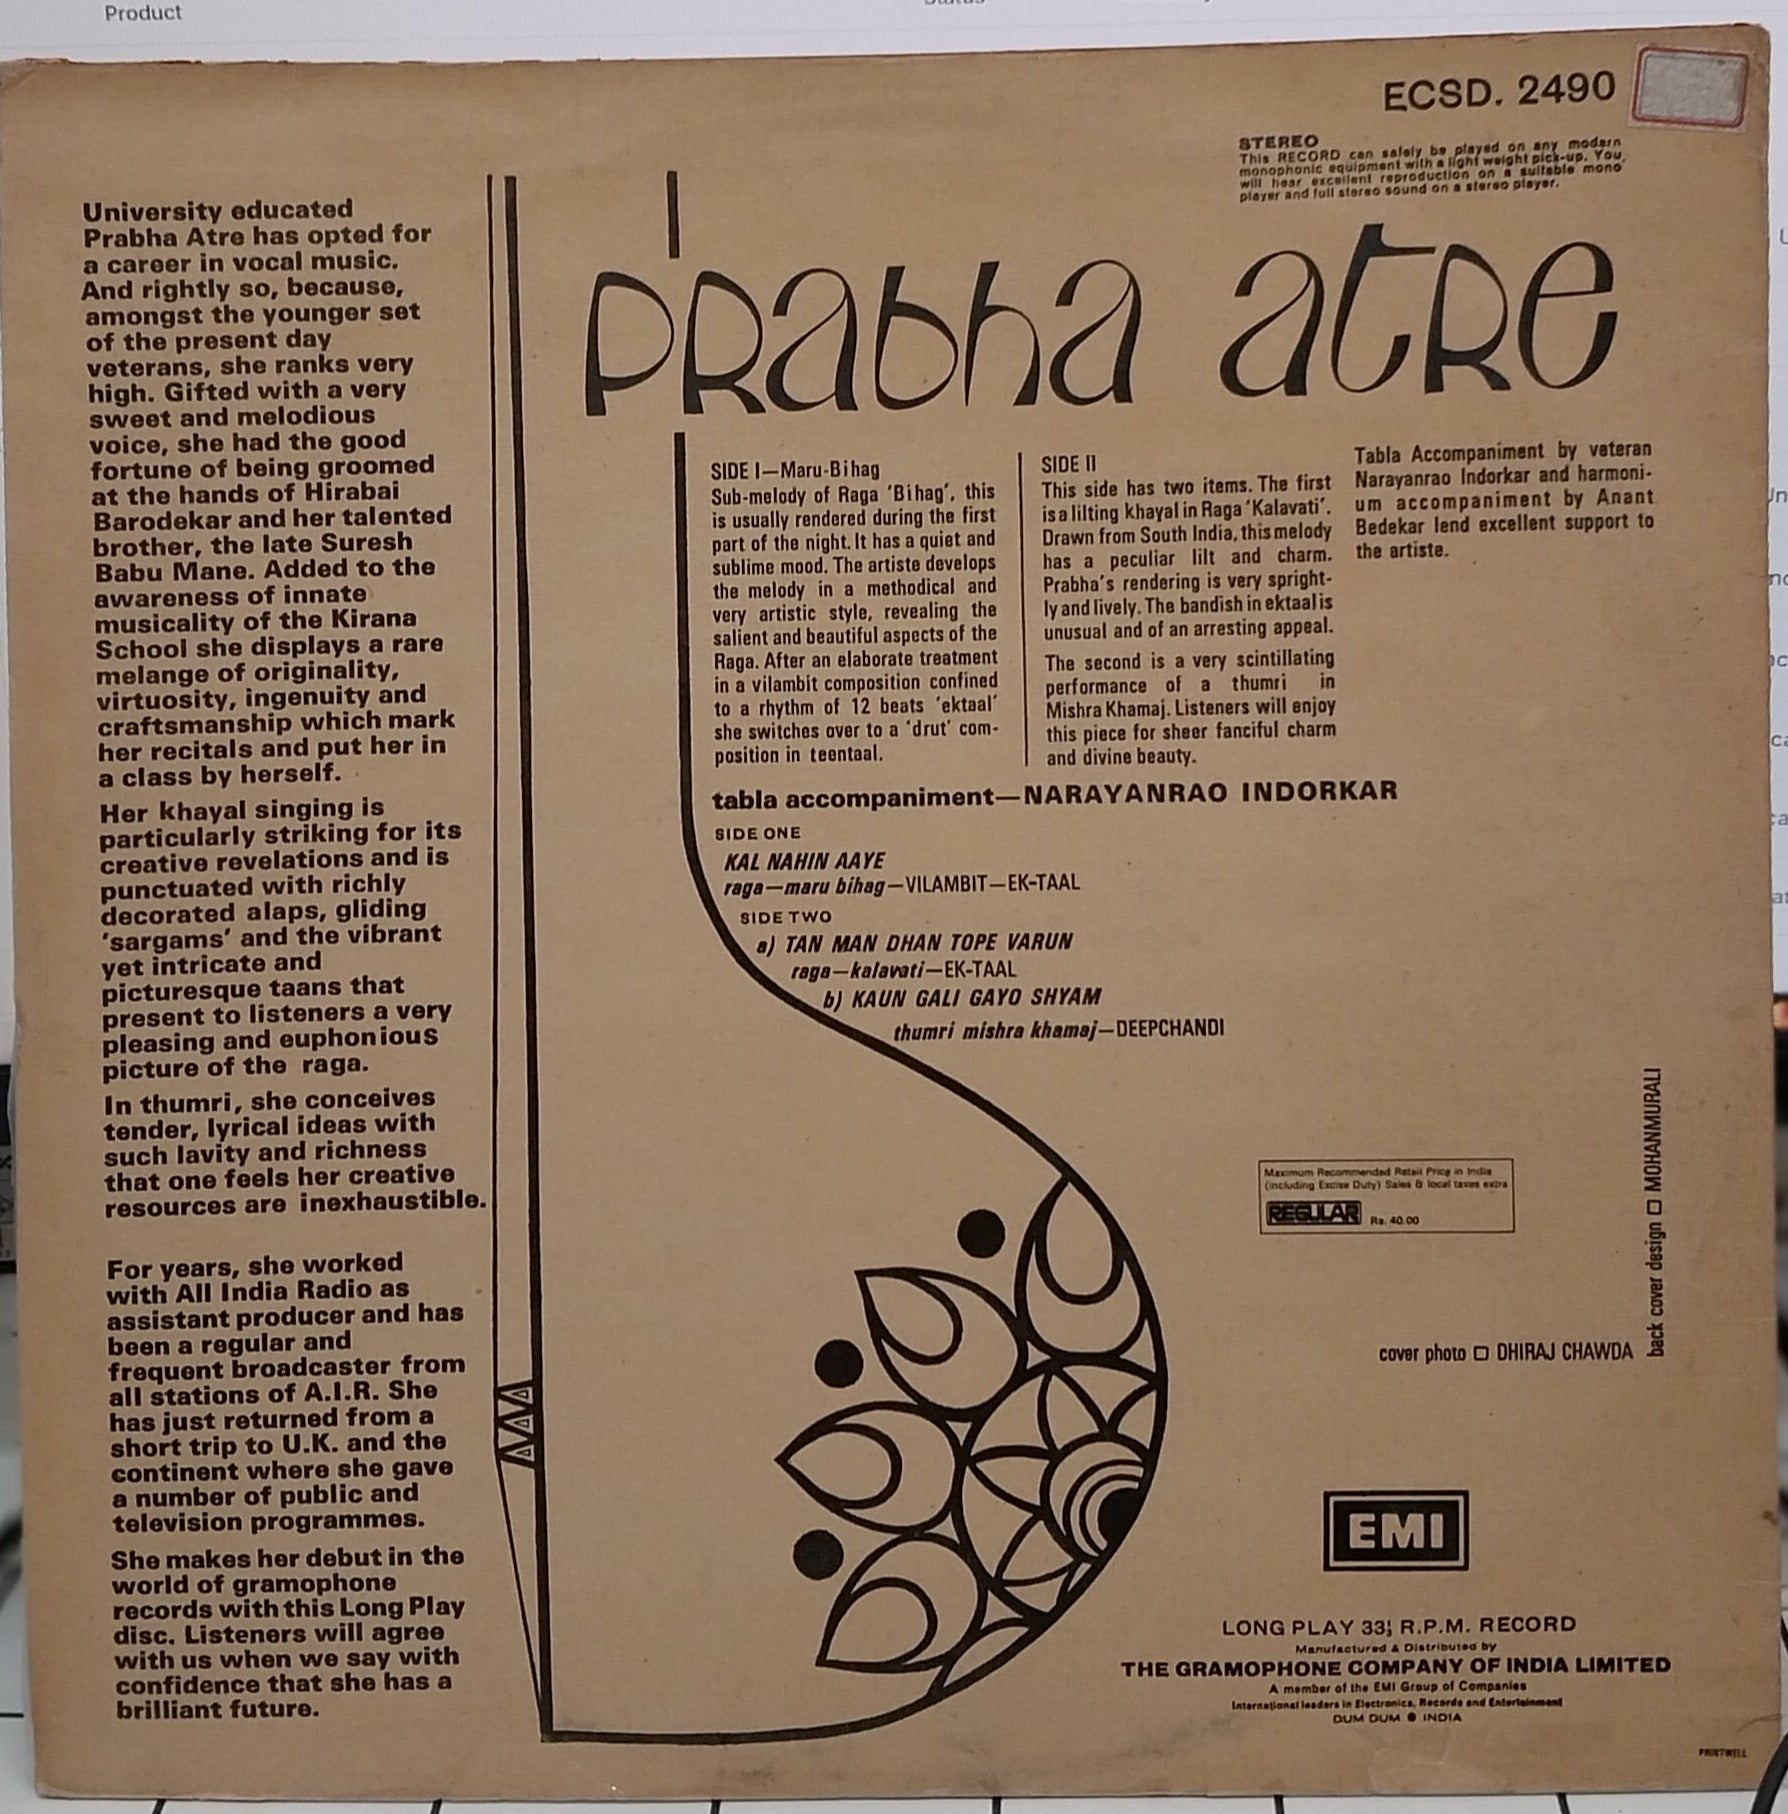 Product
ECSD. 2490
STEREO
This RECORD can safely be played on any modern
monophonic equipment with a light weight pick-up. You,
will hear excellent reproduction on a suitable mono
player and full stereo sound on a stereo player.
PRabha atRe
University educated
Prabha Atre has opted for
a career in vocal music.
And rightly so, because,
amongst the younger set
of the present day
veterans, she ranks very
high. Gifted with a very
sweet and melodious
voice, she had the good
fortune of being groomed
at the hands of Hirabai
Barodekar and her talented
brother, the late Suresh
Babu Mane. Added to the
awareness of innate
musicality of the Kirana
School she displays a rare
melange of originality,
virtuosity, ingenuity and
craftsmanship which mark
her recitals and put her in
a class by herself.
Her khayal singing is
particularly striking for its
creative revelations and is
punctuated with richly
decorated alaps, gliding
'sargams' and the vibrant
yet intricate and
picturesque taans that
present to listeners a very
pleasing and euphonious
picture of the raga.
In thumri, she conceives
tender, lyrical ideas with
such lavity and richness
that one feels her creative
resources are inexhaustible.
For years, she worked
with All India Radio as
assistant producer and has
been a regular and
frequent broadcaster from
all stations of A.I.R. She
has just returned from a
short trip to U.K. and the
continent where she gave
a number of public and
television programmes.
She makes her debut in the
world of gramophone
records with this Long Play
disc. Listeners will agree
with us when we say with
confidence that she has a
brilliant future.
SIDE I—Maru-Bihag
Sub-melody of Raga 'Bihag', this
is usually rendered during the first
part of the night. It has a quiet and
sublime mood. The artiste develops
the melody in a methodical and
very artistic style, revealing the
salient and beautiful aspects of the
Raga. After an elaborate treatment
in a vilambit composition confined
to a rhythm of 12 beats 'ektaal'
she switches over to a 'drut' com-
position in teentaal.
SIDE II
This side has two items. The first
is a lilting khayal in Raga 'Kalavati'.
Drawn from South India, this melody
has a peculiar lilt and charm.
Prabha's rendering is very spright-
ly and lively. The bandish in ektaal is
unusual and of an arresting appeal.
The second is a very scintillating
performance of a thumri in
Mishra Khamaj. Listeners will enjoy
this piece for sheer fanciful charm
and divine beauty.
Tabla Accompaniment by veteran
Narayanrao Indorkar and harmoni-
um accompaniment by Anant
Bedekar lend excellent support to
the artiste.
tabla accompaniment—NARAYANRAO INDORKAR
SIDE ONE
KAL NAHIN AAYE
raga—maru bihag—VILAMBIT—EK-TAAL
SIDE TWO
a) TAN MAN DHAN TOPE VARUN
raga—kalavati—EK-TAAL
b) KAUN GALI GAYO SHYAM
thumri mishra khamaj—DEEPCHANDI
Maximum Recommended Retail Price in India
(including Excise Duty) Sales & local taxes extra
REGULAR Rs. 40.00
back cover design □ MOHANMURALI
cover photo □ DHIRAJ CHAWDA
EMI
LONG PLAY 33⅓ R.P.M. RECORD
Manufactured & Distributed by
THE GRAMOPHONE COMPANY OF INDIA LIMITED
A member of the EMI Group of Companies
International leaders in Electronics, Records and Entertainment
DUM DUM ● INDIA
PRINTWELL